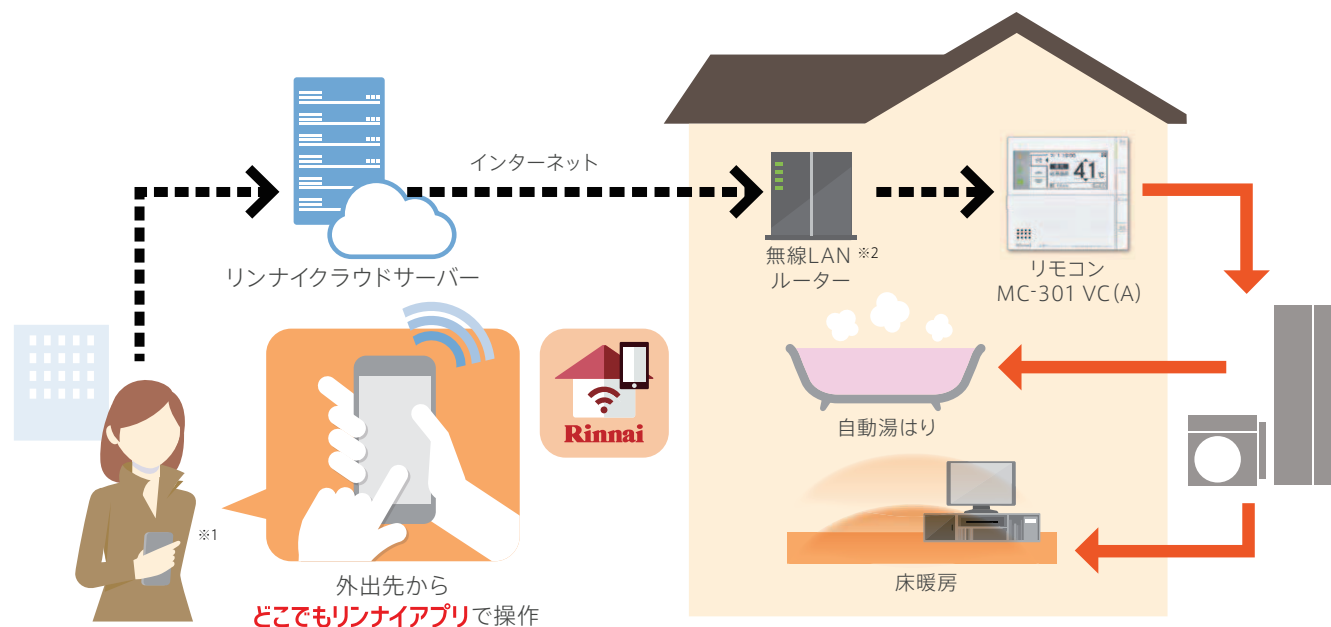 インターネット
リンナイクラウドサーバー
無線LAN ※2
ルーター
41
リモコン
MC-301 VC(A)
自動湯はり
床暖房
Rinnai
※1
外出先から
どこでもリンナイアプリで操作